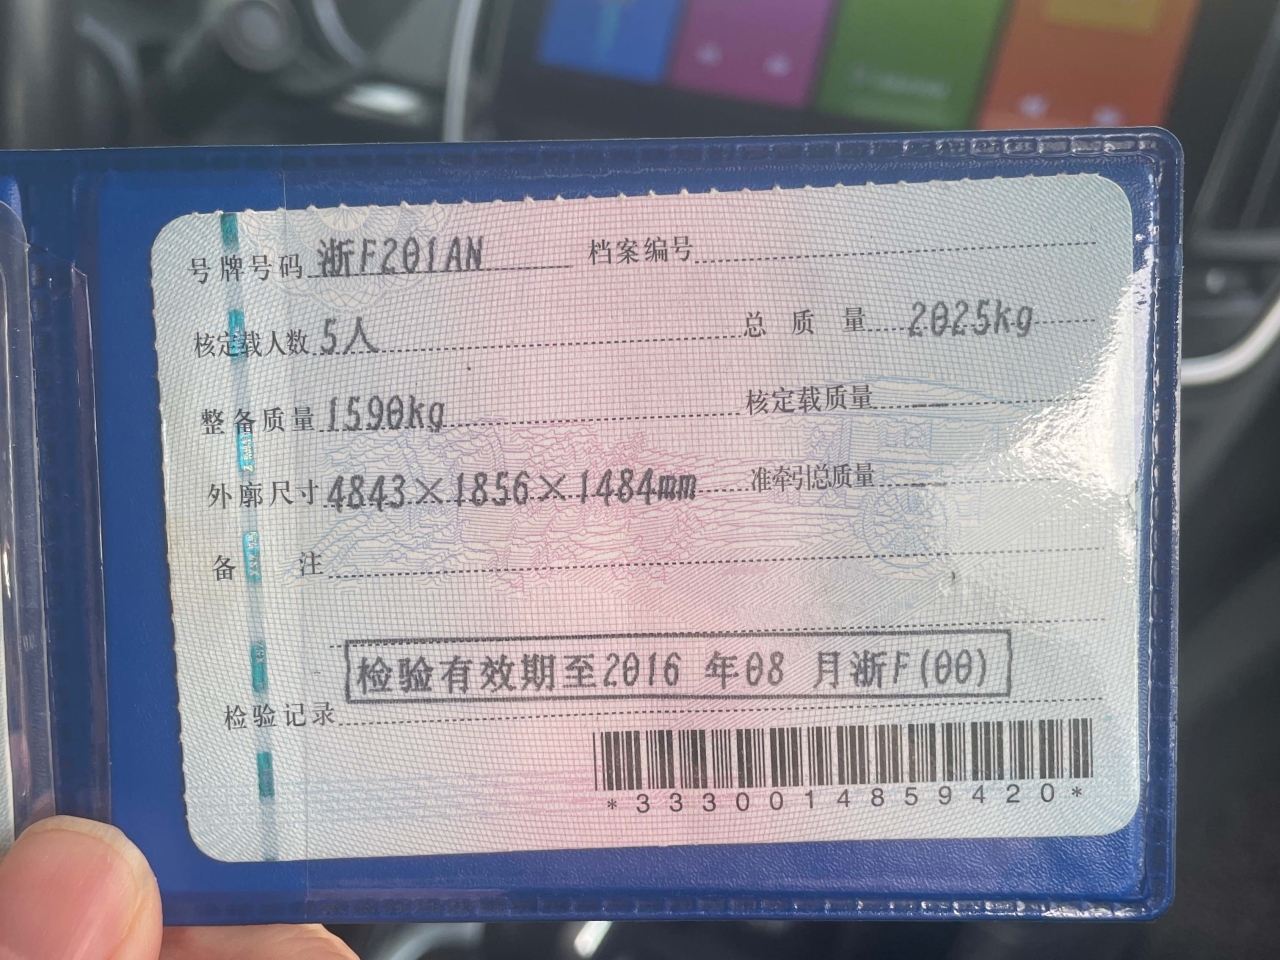 号牌号码 浙F201AN 档案编号
核定载人数 5人 总质量 2025kg
整备质量 1590kg 核定载质量 —
外廓尺寸 4843×1856×1484mm 准牵引总质量 —
备注
检验有效期至2016 年08 月浙F(00)
检验记录
*3330014859420*